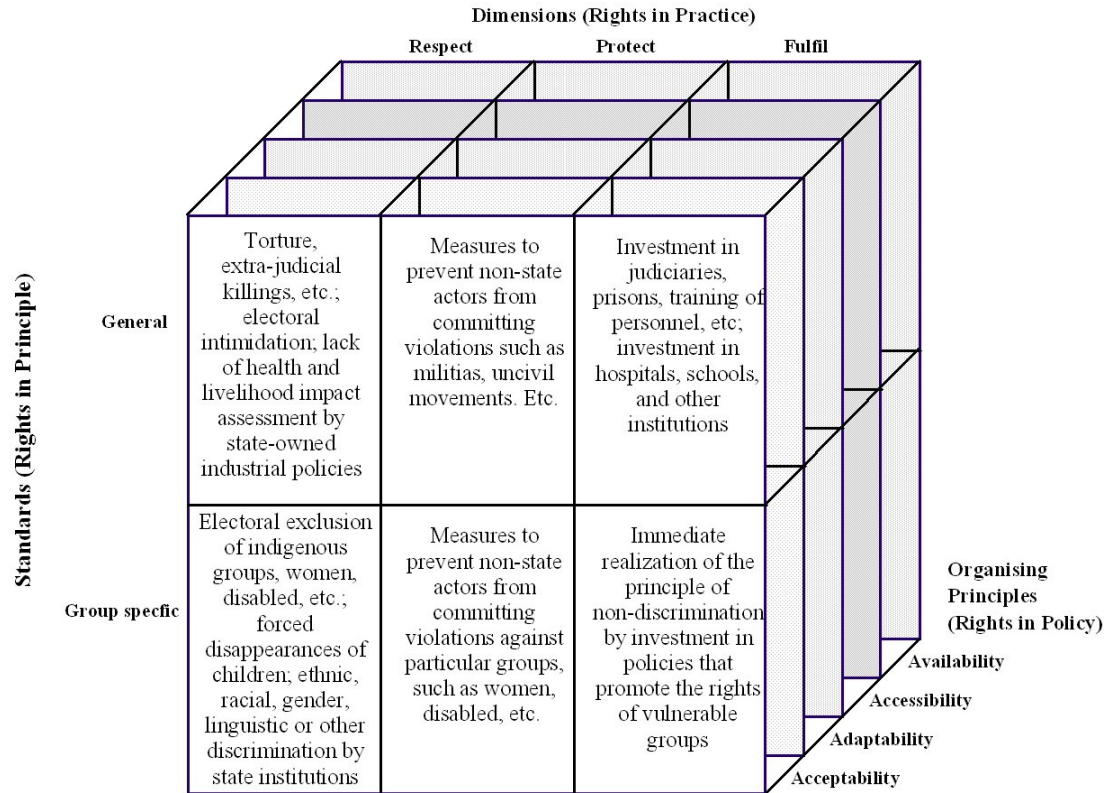 Dimensions (Rights in Practice)
Respect
Protect
Fulfil
Standards (Rights in Principle)
General
Torture,
extra-judicial
killings, etc.;
electoral
intimidation; lack
of health and
livelihood impact
assessment by
state-owned
industrial policies
Measures to
prevent non-state
actors from
committing
violations such as
militias, uncivil
movements. Etc.
Investment in
judiciaries,
prisons, training of
personnel, etc;
investment in
hospitals, schools,
and other
institutions
Group specfic
Electoral exclusion
of indigenous
groups, women,
disabled, etc.;
forced
disappearances of
children; ethnic,
racial, gender,
linguistic or other
discrimination by
state institutions
Measures to
prevent non-state
actors from
committing
violations against
particular groups,
such as women,
disabled, etc.
Immediate
realization of the
principle of
non-discrimination
by investment in
policies that
promote the rights
of vulnerable
groups
Organising
Principles
(Rights in Policy)
Availability
Accessibility
Adaptability
Acceptability